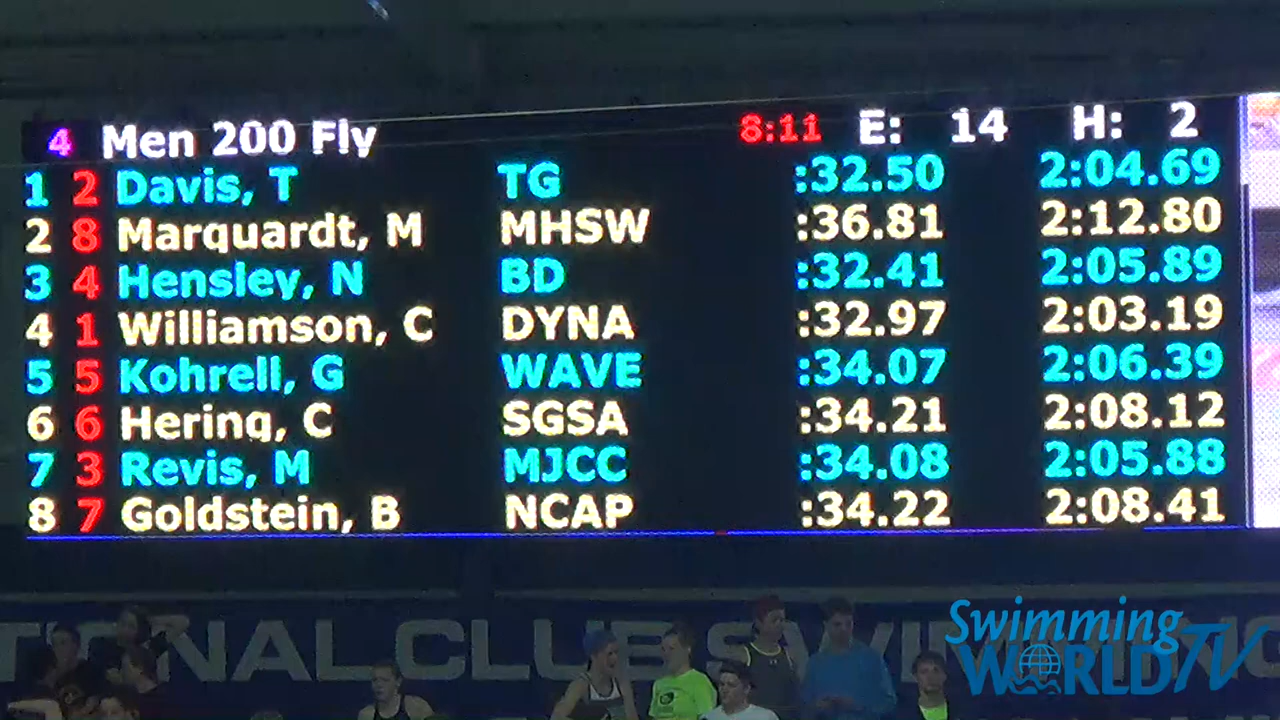 4 Men 200 Fly 8:11 E: 14 H: 2
1 2 Davis, T TG :32.50 2:04.69
2 8 Marquardt, M MHSW :36.81 2:12.80
3 4 Hensley, N BD :32.41 2:05.89
4 1 Williamson, C DYNA :32.97 2:03.19
5 5 Kohrell, G WAVE :34.07 2:06.39
6 6 Hering, C SGSA :34.21 2:08.12
7 3 Revis, M MJCC :34.08 2:05.88
8 7 Goldstein, B NCAP :34.22 2:08.41
TIONAL CLUB SWIM
Swimming
WORLD TV